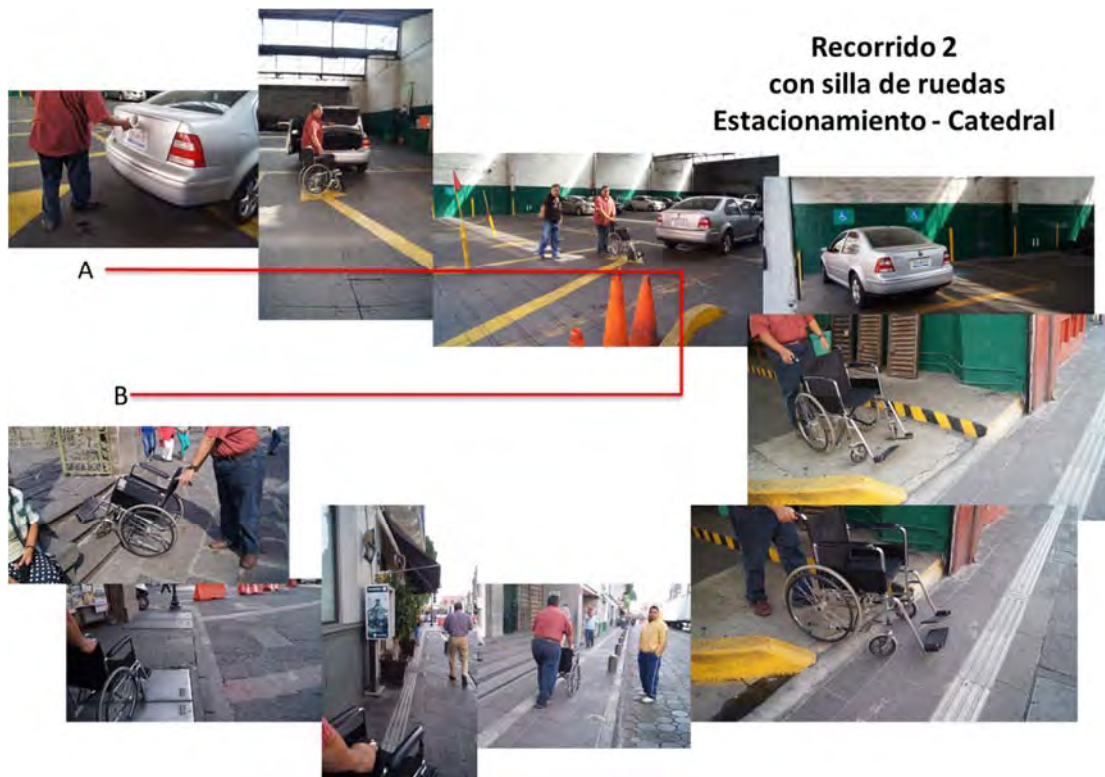 Recorrido 2
con silla de ruedas
Estacionamiento - Catedral
A
B